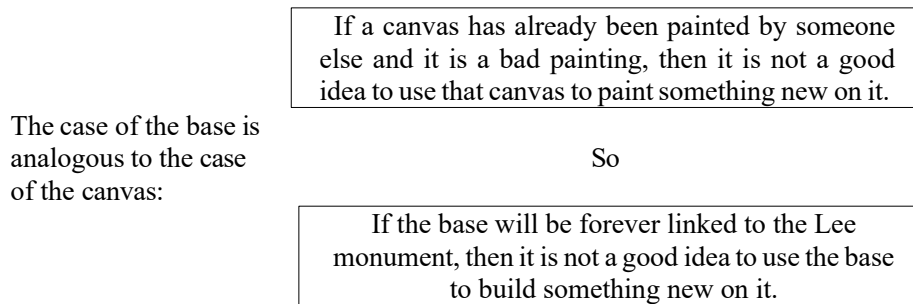 If a canvas has already been painted by someone
else and it is a bad painting, then it is not a good
idea to use that canvas to paint something new on it.
The case of the base is
analogous to the case
of the canvas:
So
If the base will be forever linked to the Lee
monument, then it is not a good idea to use the base
to build something new on it.